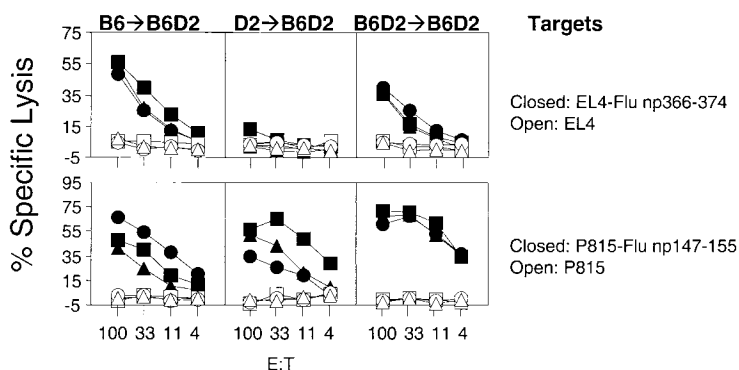 B6→B6D2 D2→B6D2 B6D2→B6D2 Targets
% Specific Lysis
75
55
35
15
-5
Closed: EL4-Flu np366-374
Open: EL4
95
75
55
35
15
-5
Closed: P815-Flu np147-155
Open: P815
100 33 11 4 100 33 11 4 100 33 11 4
E:T